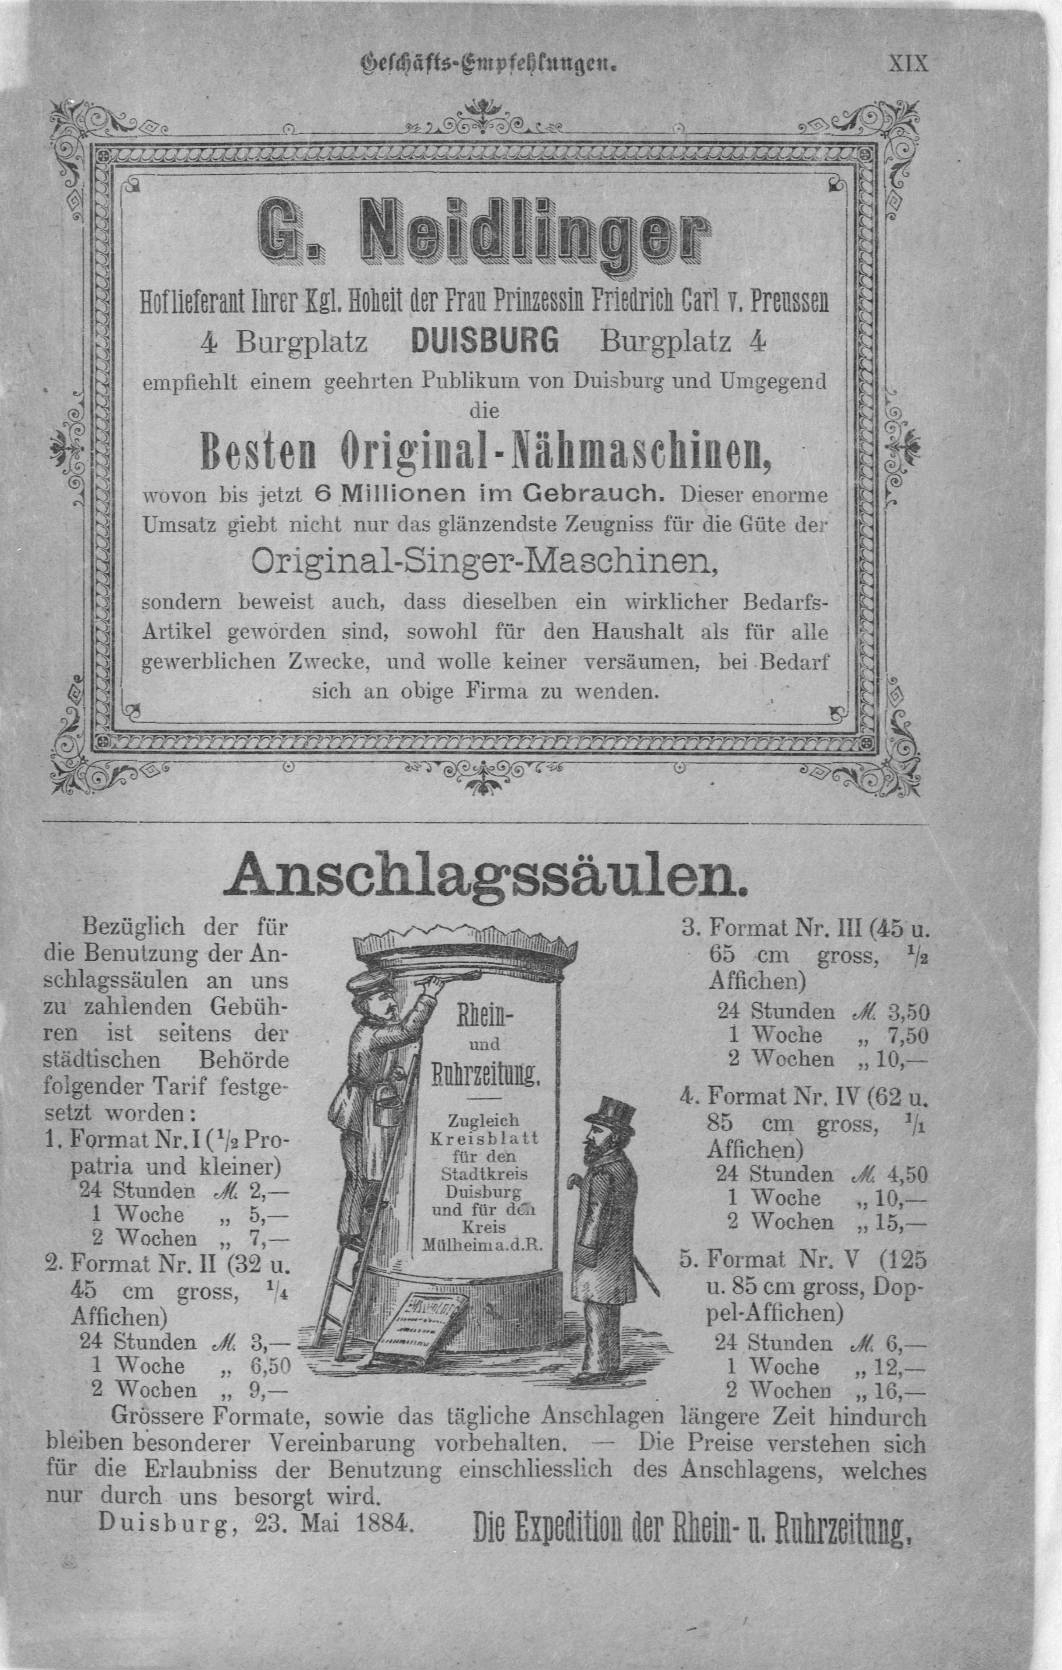 Geschäfts-Empfehlungen.
XIX
G. Neidlinger
Hoflieferant Ihrer Kgl. Hoheit der Frau Prinzessin Friedrich Carl v. Preussen
4 Burgplatz DUISBURG Burgplatz 4
empfiehlt einem geehrten Publikum von Duisburg und Umgegend
die
Besten Original-Nähmaschinen,
wovon bis jetzt 6 Millionen im Gebrauch. Dieser enorme
Umsatz giebt nicht nur das glänzendste Zeugniss für die Güte der
Original-Singer-Maschinen,
sondern beweist auch, dass dieselben ein wirklicher Bedarfs-
Artikel geworden sind, sowohl für den Haushalt als für alle
gewerblichen Zwecke, und wolle keiner versäumen, bei Bedarf
sich an obige Firma zu wenden.
Anschlagssäulen.
Bezüglich der für
die Benutzung der An-
schlagssäulen an uns
zu zahlenden Gebüh-
ren ist seitens der
städtischen Behörde
folgender Tarif festge-
setzt worden:
1. Format Nr. I (1/2 Pro-
patria und kleiner)
24 Stunden M. 2,—
1 Woche „ 5,—
2 Wochen „ 7,—
2. Format Nr. II (32 u.
45 cm gross, 1/4
Affichen)
24 Stunden M. 3,—
1 Woche „ 6,50
2 Wochen „ 9,—
Rhein-
und
Ruhrzeitung.
Zugleich
Kreisblatt
für den
Stadtkreis
Duisburg
und für den
Kreis
Mülheim a.d.R.
3. Format Nr. III (45 u.
65 cm gross, 1/2
Affichen)
24 Stunden M. 3,50
1 Woche „ 7,50
2 Wochen „ 10,—
4. Format Nr. IV (62 u.
85 cm gross, 1/1
Affichen)
24 Stunden M. 4,50
1 Woche „ 10,—
2 Wochen „ 15,—
5. Format Nr. V (125
u. 85 cm gross, Dop-
pel-Affichen)
24 Stunden M. 6,—
1 Woche „ 12,—
2 Wochen „ 16,—
Grössere Formate, sowie das tägliche Anschlagen längere Zeit hindurch
bleiben besonderer Vereinbarung vorbehalten. — Die Preise verstehen sich
für die Erlaubniss der Benutzung einschliesslich des Anschlagens, welches
nur durch uns besorgt wird.
Duisburg, 23. Mai 1884.
Die Expedition der Rhein- u. Ruhrzeitung.